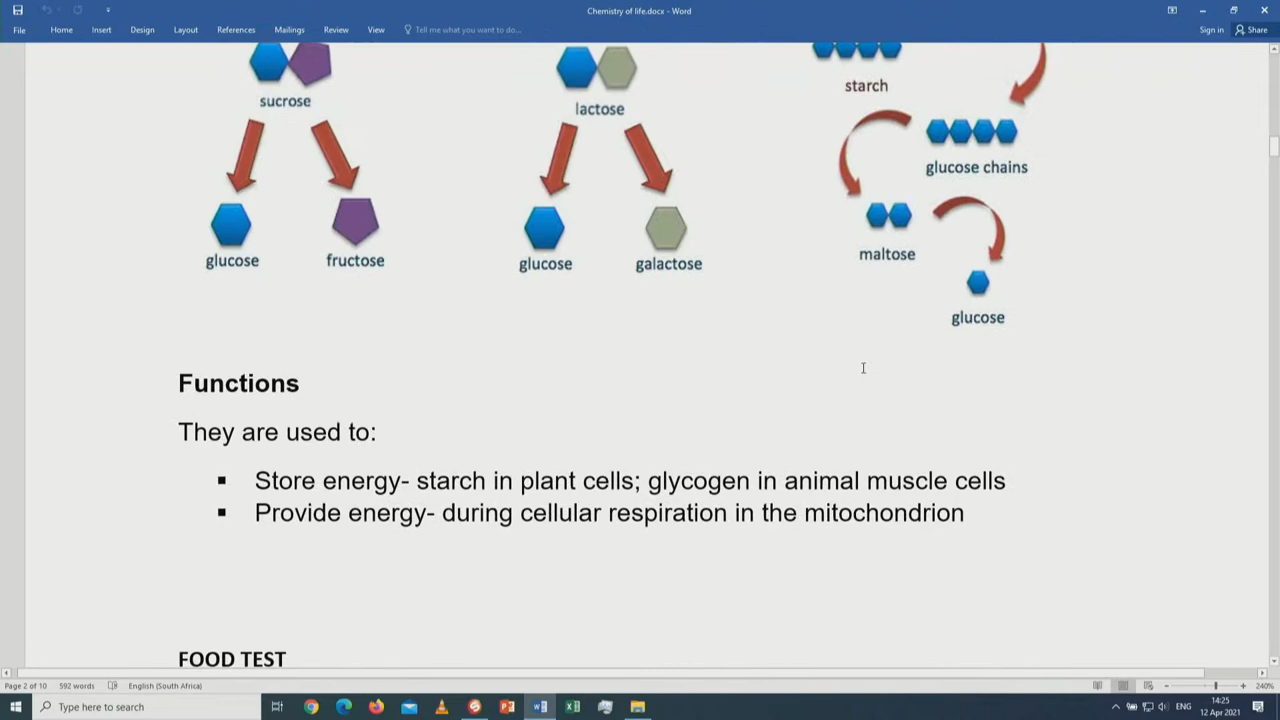 Chemistry of life.docx - Word
File Home Insert Design Layout References Mailings Review View Tell me what you want to do... Sign in Share
sucrose
lactose
starch
glucose chains
maltose
glucose
fructose
glucose
galactose
glucose
Functions
They are used to:
▪ Store energy- starch in plant cells; glycogen in animal muscle cells
▪ Provide energy- during cellular respiration in the mitochondrion
FOOD TEST
Page 2 of 10 592 words English (South Africa) 240%
Type here to search
ENG
14:25
12 Apr 2021